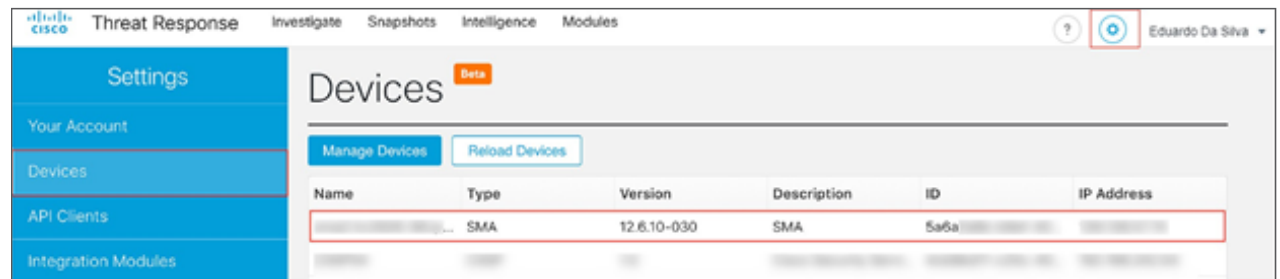 cisco Threat Response Investigate Snapshots Intelligence Modules ? Eduardo Da Silva
Settings
Devices Beta
Your Account
Manage Devices Reload Devices
Devices
Name Type Version Description ID IP Address
API Clients
... SMA 12.6.10-030 SMA 5a6a
Integration Modules